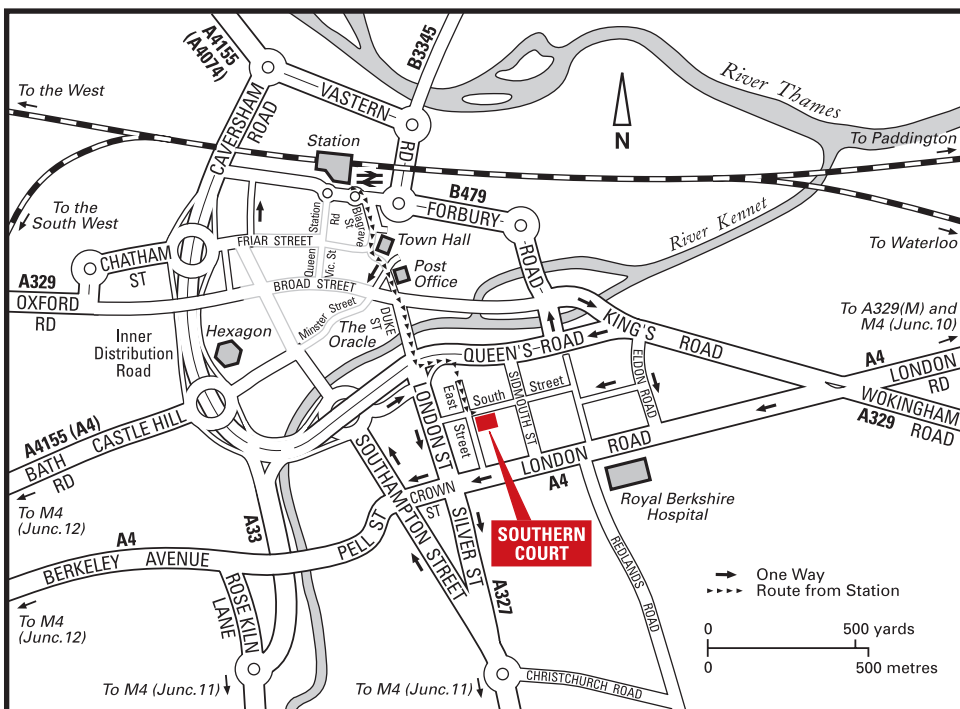 A4155
(A4074)
B3345
River Thames
To the West
CAVERSHAM
ROAD
VASTERN
RD
Station
N
To Paddington
To the
South West
Station
Rd
Blagrave
St.
B479
FORBURY
ROAD
River Kennet
To Waterloo
CHATHAM
ST
FRIAR STREET
Queen
Vic. St
Town Hall
Post
Office
A329
OXFORD
RD
BROAD STREET
Inner
Distribution
Road
Hexagon
Minster Street
The
Oracle
DUKE
ST
KING'S
ROAD
To A329(M) and
M4 (Junc.10)
QUEEN'S ROAD
ELDON ROAD
A4
LONDON
RD
WOKINGHAM
ROAD
A329
A4155 (A4)
BATH
RD
CASTLE HILL
To M4
(Junc.12)
LONDON ST
East
Street
South Street
SIDMOUTH ST
LONDON ROAD
A4
Royal Berkshire
Hospital
SOUTHAMPTON STREET
CROWN
ST
SILVER ST
A327
SOUTHERN
COURT
A33
A4
BERKELEY AVENUE
PELL ST
ROSE KILN
LANE
To M4
(Junc.12)
REDLANDS ROAD
One Way
Route from Station
0 500 yards
0 500 metres
To M4 (Junc.11)
To M4 (Junc.11)
CHRISTCHURCH ROAD